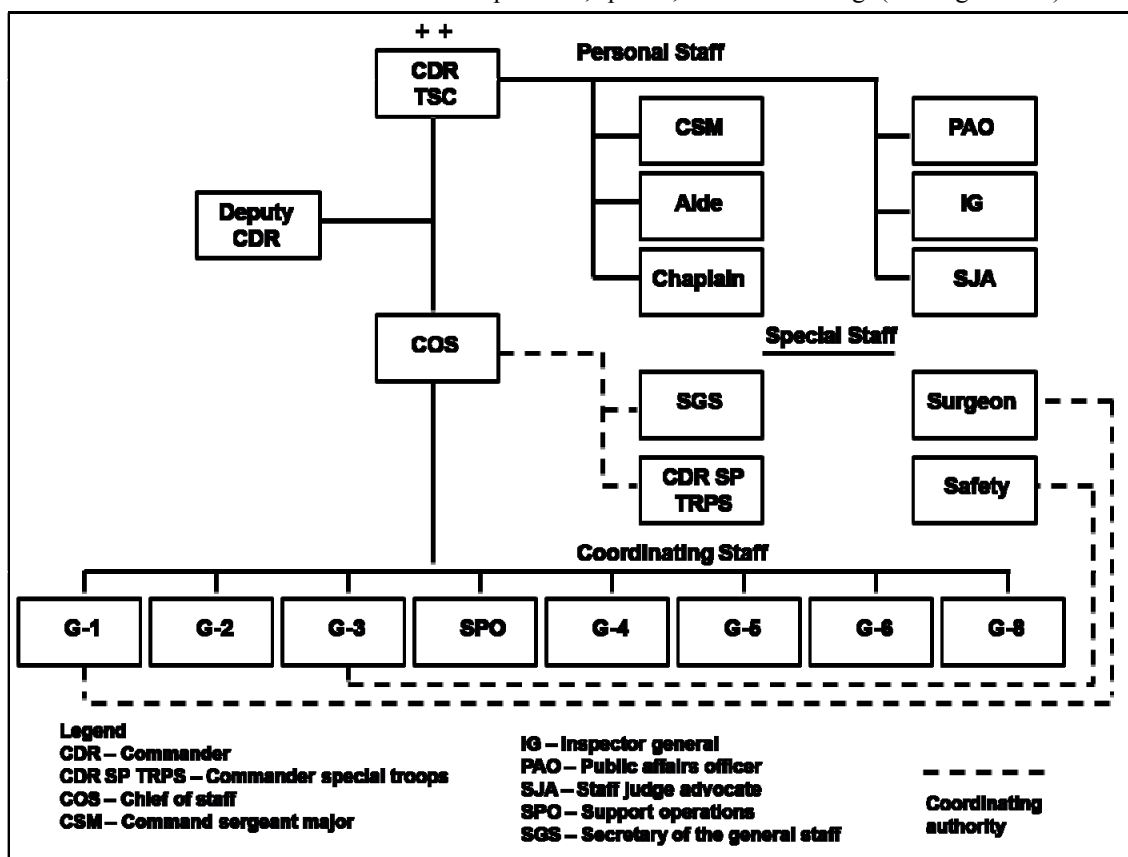 + +
CDR
TSC
Personal Staff
CSM
PAO
Aide
IG
Deputy
CDR
Chaplain
SJA
COS
Special Staff
SGS
Surgeon
CDR SP
TRPS
Safety
Coordinating Staff
G-1
G-2
G-3
SPO
G-4
G-5
G-6
G-8
Legend
CDR – Commander
CDR SP TRPS – Commander special troops
COS – Chief of staff
CSM – Command sergeant major
IG – Inspector general
PAO – Public affairs officer
SJA – Staff judge advocate
SPO – Support operations
SGS – Secretary of the general staff
Coordinating
authority